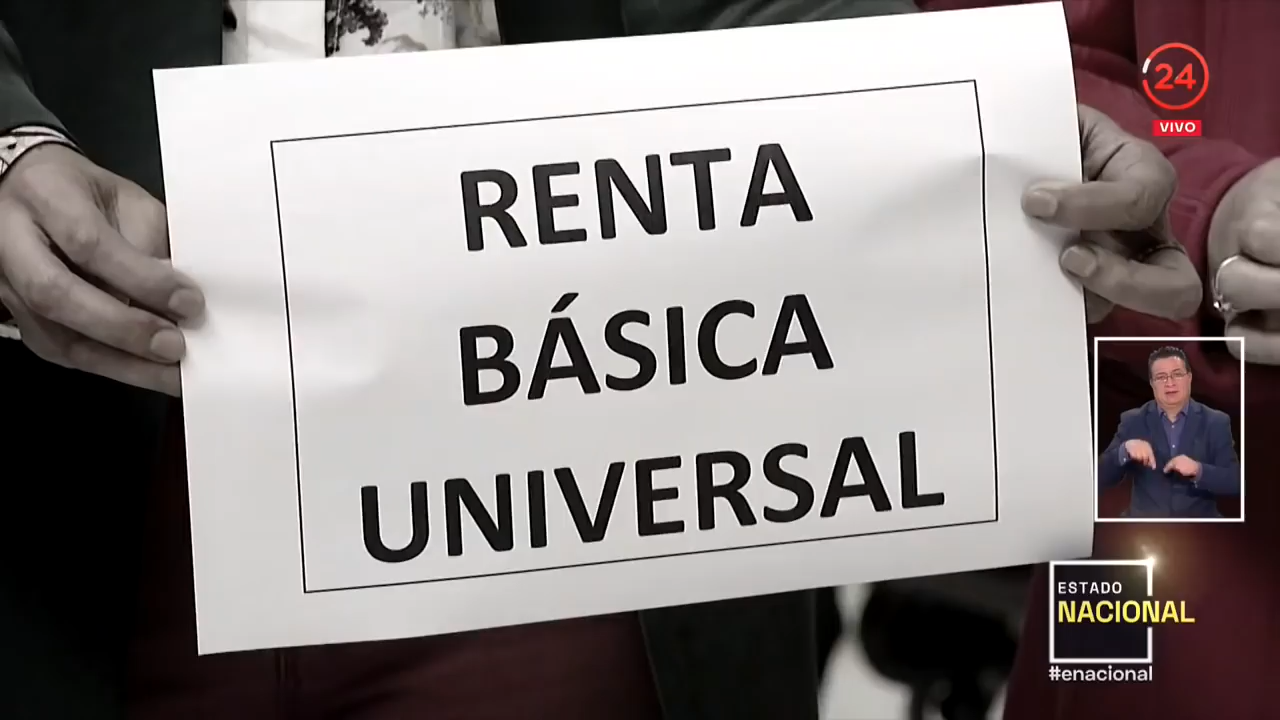 24
VIVO
RENTA
BÁSICA
UNIVERSAL
ESTADO
NACIONAL
#enacional